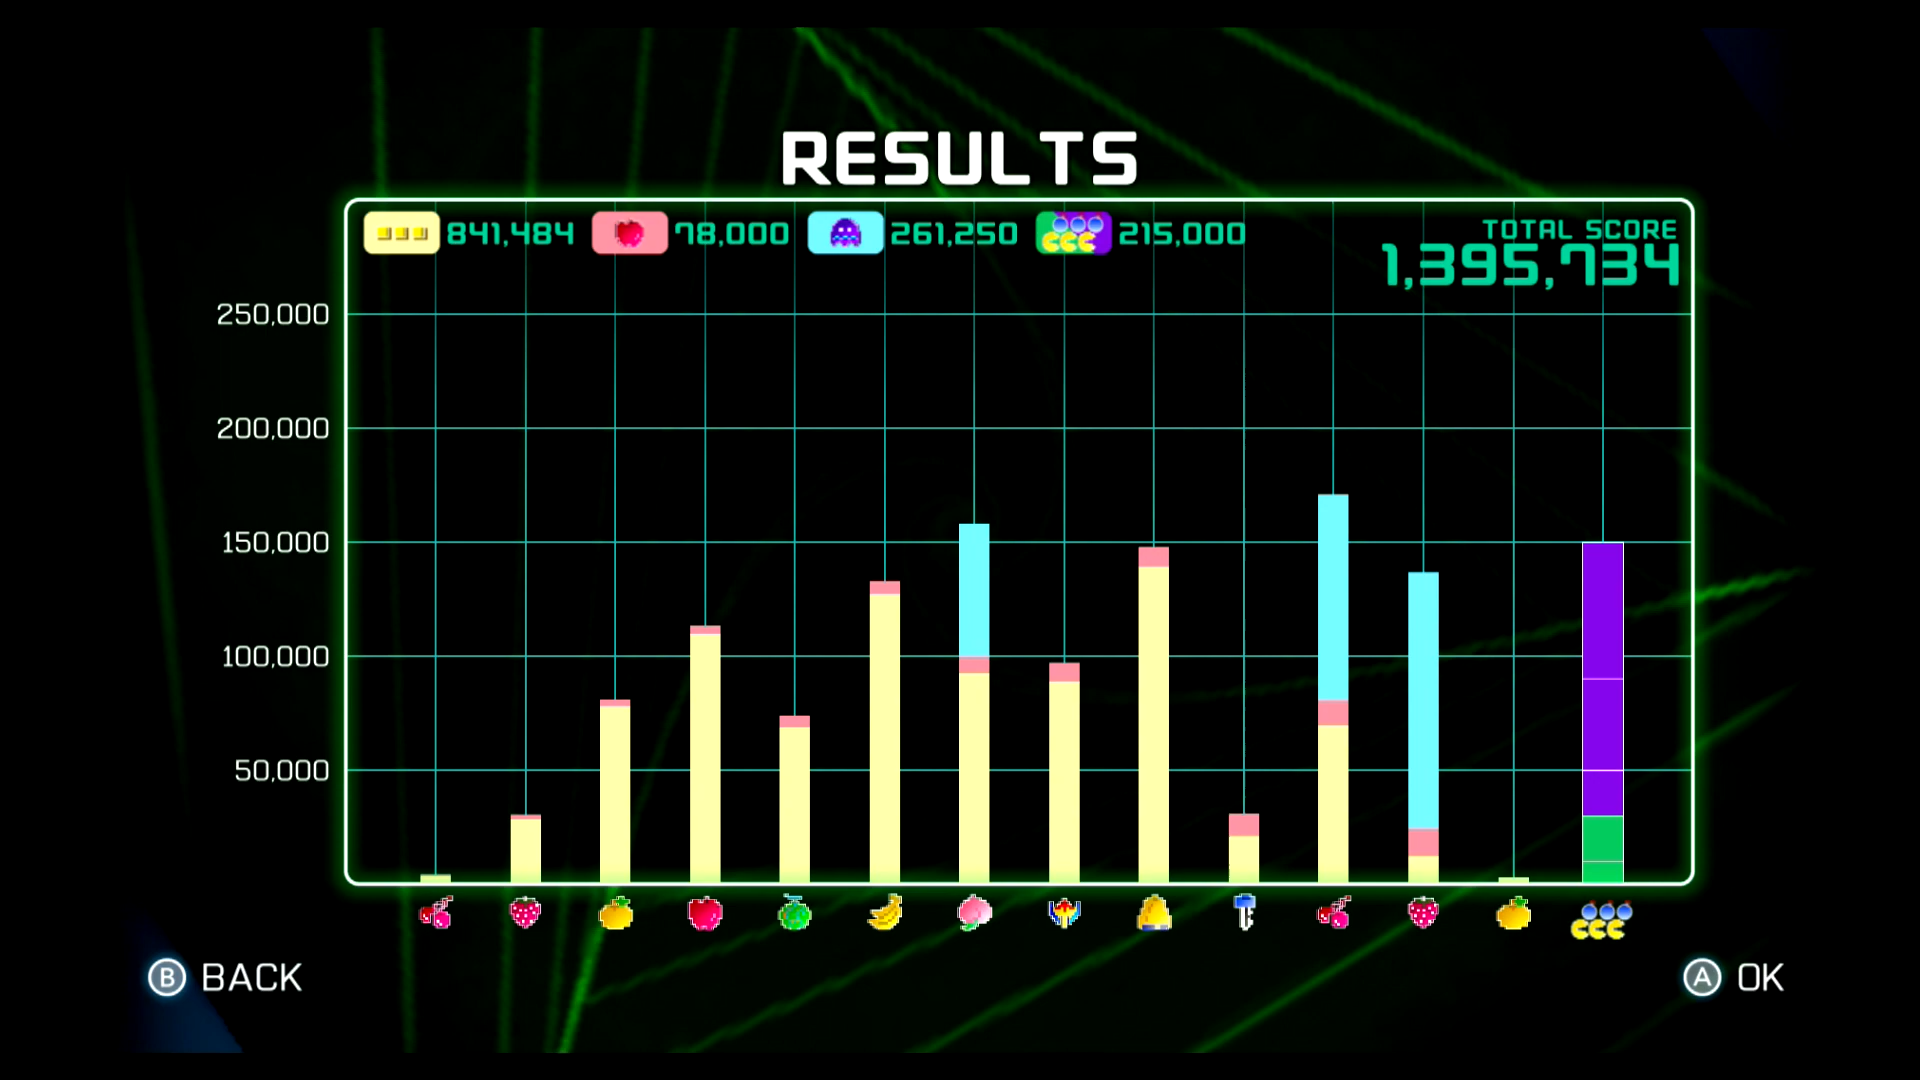 RESULTS
841,484 78,000 261,250 215,000
TOTAL SCORE
1,395,734
250,000
200,000
150,000
100,000
50,000
B BACK
A OK